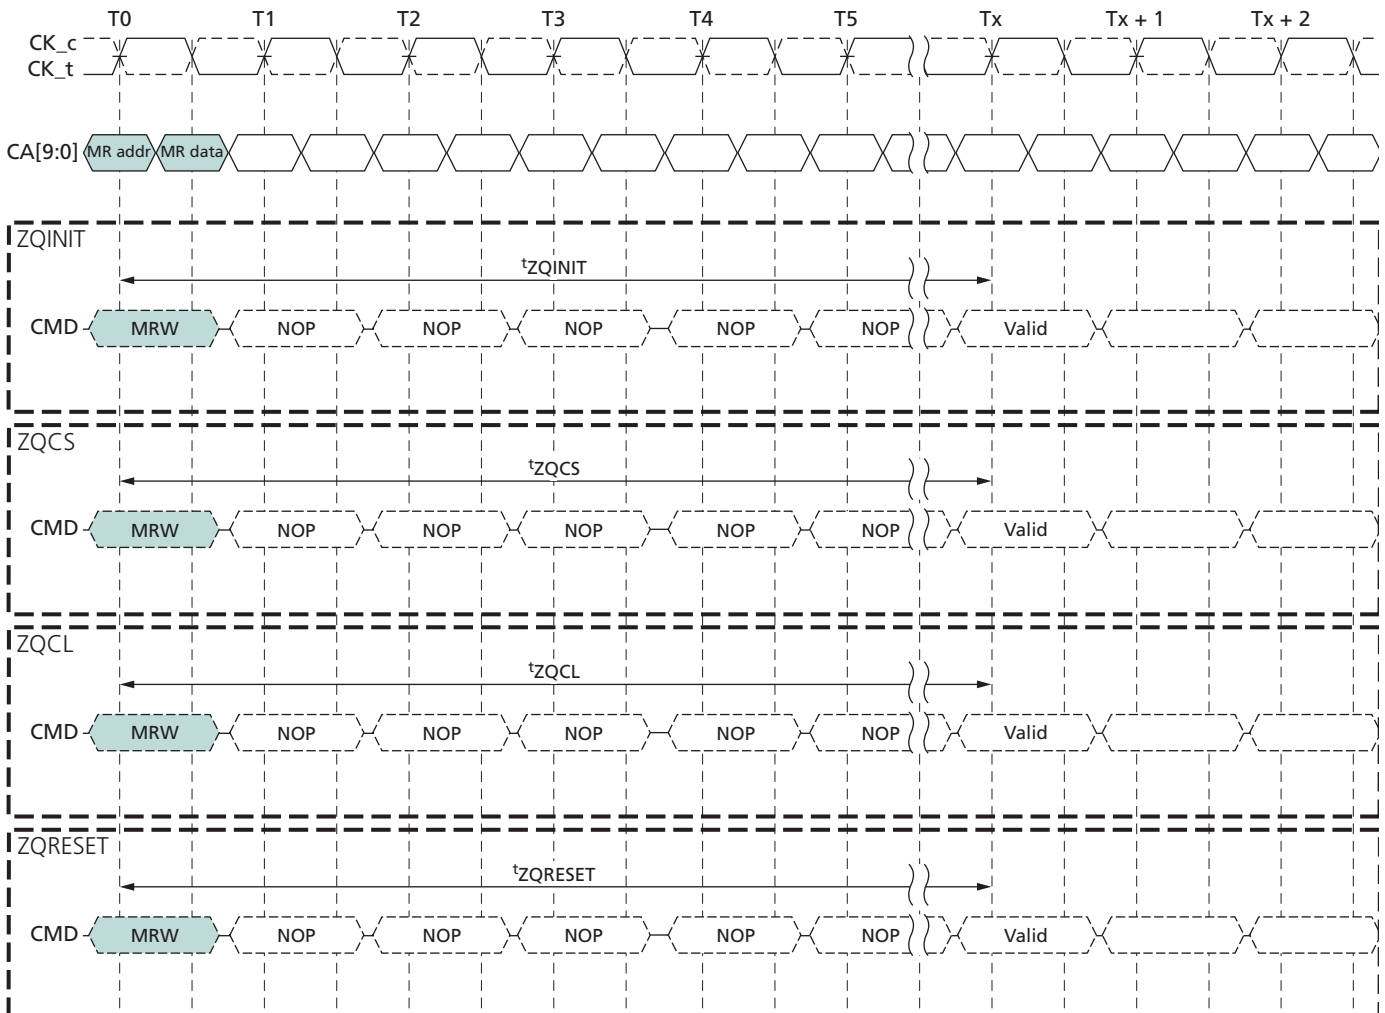 T0 T1 T2 T3 T4 T5 Tx Tx + 1 Tx + 2
CK_c
CK_t
CA[9:0] MR addr MR data
ZQINIT
tZQINIT
CMD MRW NOP NOP NOP NOP NOP Valid
ZQCS
tZQCS
CMD MRW NOP NOP NOP NOP NOP Valid
ZQCL
tZQCL
CMD MRW NOP NOP NOP NOP NOP Valid
ZQRESET
tZQRESET
CMD MRW NOP NOP NOP NOP NOP Valid